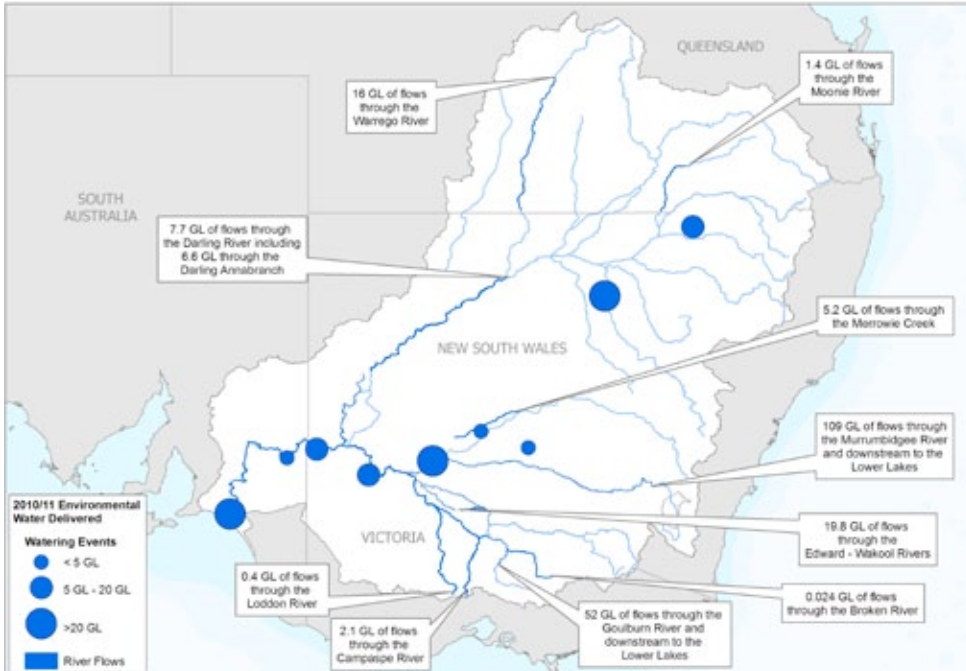 QUEENSLAND
1.4 GL of flows
through the
Moonie River
16 GL of flows
through the
Warrego River
SOUTH
AUSTRALIA
7.7 GL of flows through
the Darling River including
6.6 GL through the
Darling Annabranch
5.2 GL of flows through
the Merrowie Creek
NEW SOUTH WALES
109 GL of flows through
the Murrumbidgee River
and downstream to the
Lower Lakes
2010/11 Environmental
Water Delivered
Watering Events
< 5 GL
5 GL - 20 GL
>20 GL
River Flows
VICTORIA
19.8 GL of flows
through the
Edward - Wakool Rivers
0.4 GL of flows
through the
Loddon River
0.024 GL of flows
through the Broken River
2.1 GL of flows
through the
Campaspe River
52 GL of flows through the
Goulburn River and
downstream to the
Lower Lakes